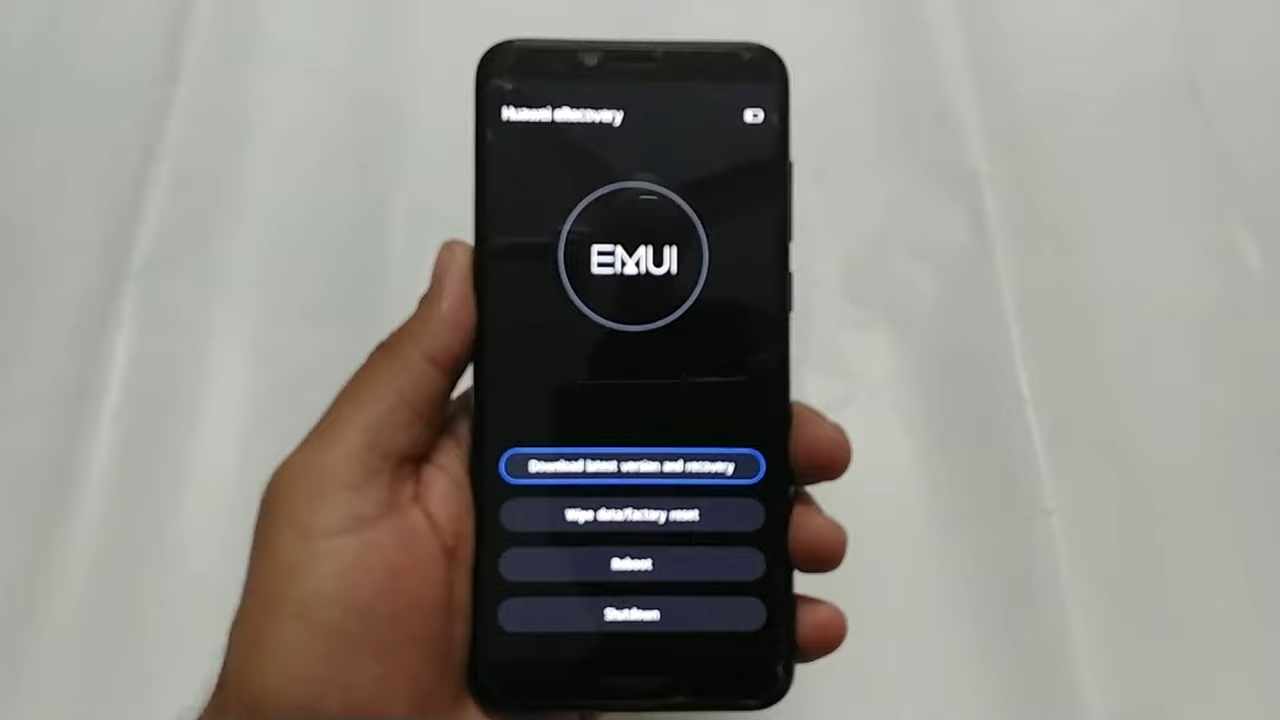 Huawei eRecovery
EMUI
Download latest version and recovery
Wipe data/factory reset
Reboot
Shutdown